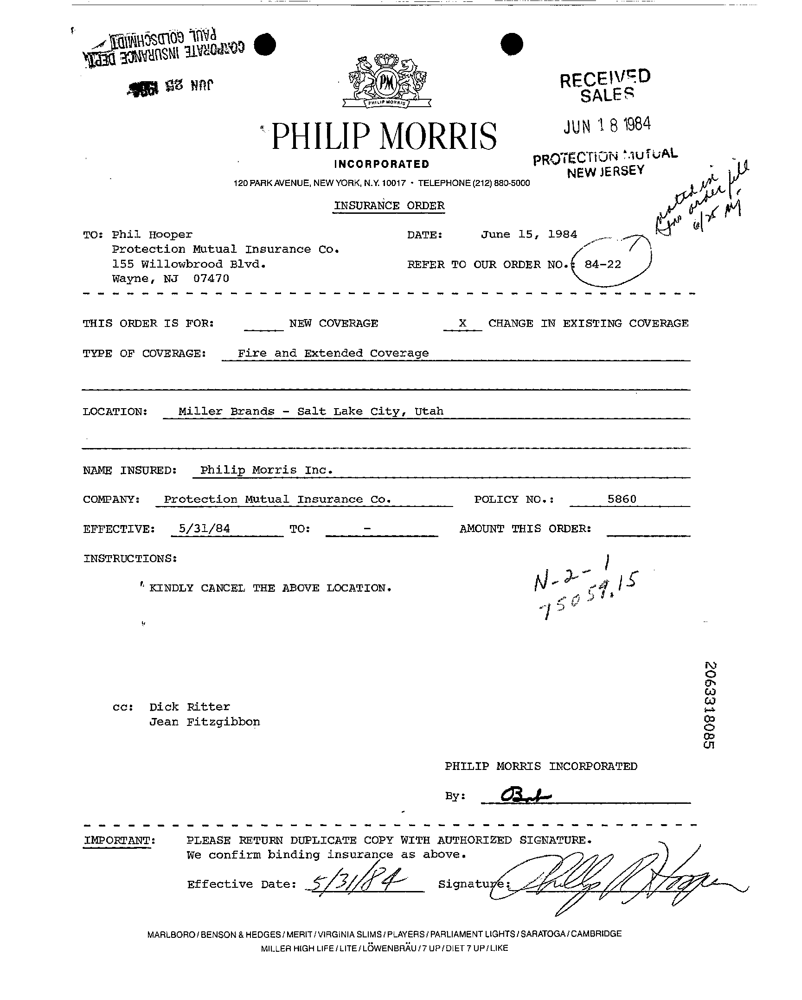 PAUL GOLDSCHMIDT
CORPORATE INSURANCE DEPT.
JUN 25 1984
PM
PHILIP MORRIS
RECEIVED
SALES
JUN 18 1984
PROTECTION MUTUAL
NEW JERSEY
PHILIP MORRIS
INCORPORATED
120 PARK AVENUE, NEW YORK, N.Y. 10017 • TELEPHONE (212) 880-5000
matched in
order file
6/25
INSURANCE ORDER
TO: Phil Hooper DATE: June 15, 1984
Protection Mutual Insurance Co.
155 Willowbrood Blvd. REFER TO OUR ORDER NO.: 84-22
Wayne, NJ 07470
THIS ORDER IS FOR: NEW COVERAGE X CHANGE IN EXISTING COVERAGE
TYPE OF COVERAGE: Fire and Extended Coverage
LOCATION: Miller Brands - Salt Lake City, Utah
NAME INSURED: Philip Morris Inc.
COMPANY: Protection Mutual Insurance Co. POLICY NO.: 5860
EFFECTIVE: 5/31/84 TO: - AMOUNT THIS ORDER:
INSTRUCTIONS:
KINDLY CANCEL THE ABOVE LOCATION.
N-2-1
75059.15
cc: Dick Ritter
Jean Fitzgibbon
2063318085
PHILIP MORRIS INCORPORATED
By:
IMPORTANT: PLEASE RETURN DUPLICATE COPY WITH AUTHORIZED SIGNATURE.
We confirm binding insurance as above.
Effective Date: 5/31/84 Signature: Phillip R Hooper
MARLBORO / BENSON & HEDGES / MERIT / VIRGINIA SLIMS / PLAYERS / PARLIAMENT LIGHTS / SARATOGA / CAMBRIDGE
MILLER HIGH LIFE / LITE / LÖWENBRÄU / 7 UP / DIET 7 UP / LIKE